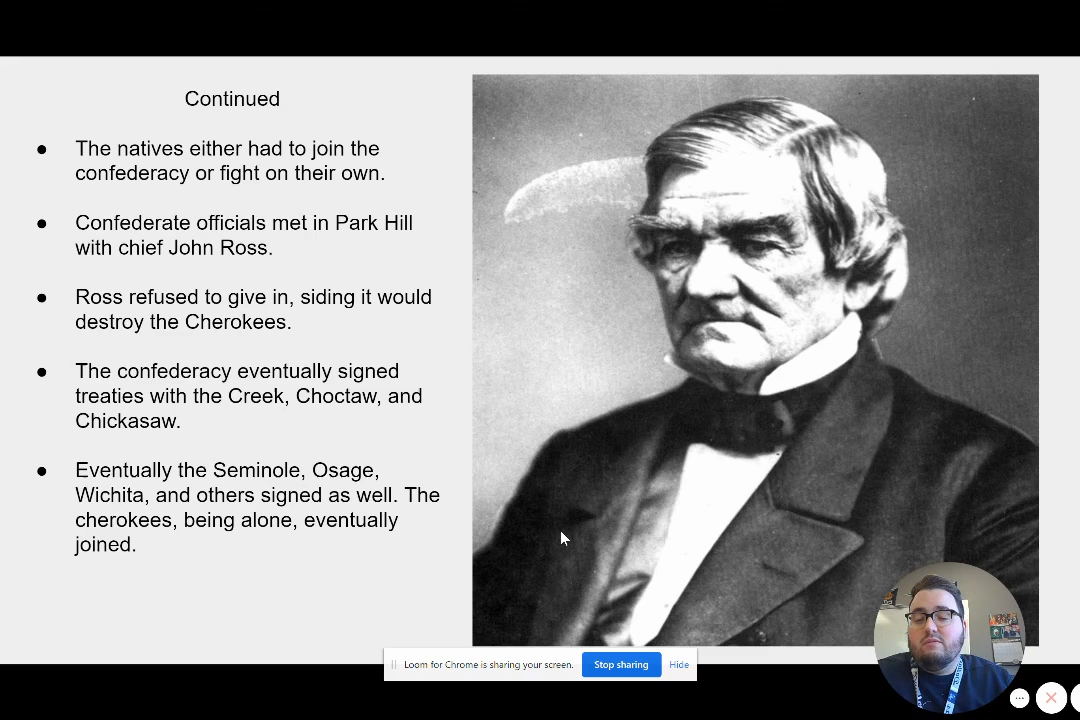 Continued
● The natives either had to join the
confederacy or fight on their own.
● Confederate officials met in Park Hill
with chief John Ross.
● Ross refused to give in, siding it would
destroy the Cherokees.
● The confederacy eventually signed
treaties with the Creek, Choctaw, and
Chickasaw.
● Eventually the Seminole, Osage,
Wichita, and others signed as well. The
cherokees, being alone, eventually
joined.
Loom for Chrome is sharing your screen. Stop sharing Hide